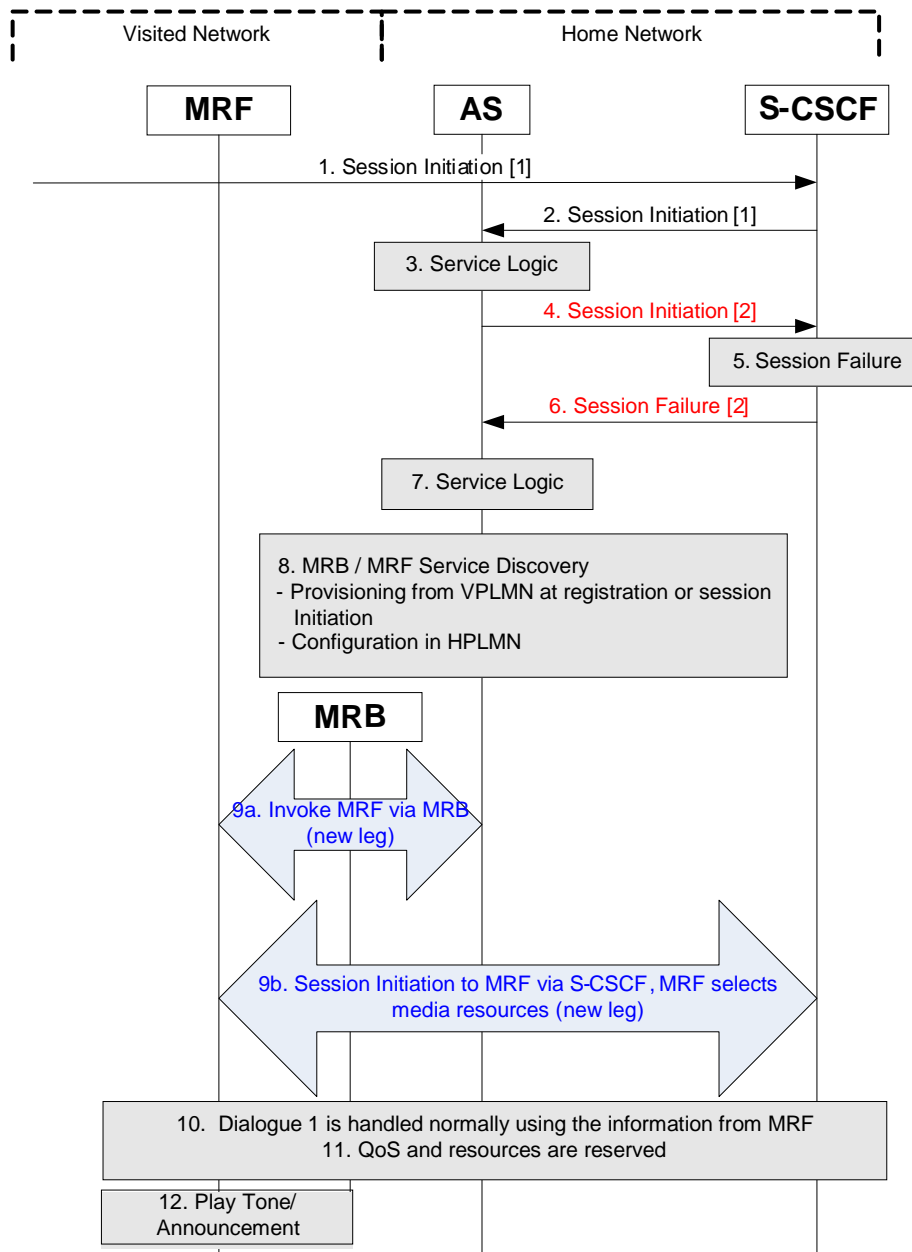 Visited Network
Home Network
MRF
AS
S-CSCF
1. Session Initiation [1]
2. Session Initiation [1]
3. Service Logic
4. Session Initiation [2]
5. Session Failure
6. Session Failure [2]
7. Service Logic
8. MRB / MRF Service Discovery
- Provisioning from VPLMN at registration or session
Initiation
- Configuration in HPLMN
MRB
9a. Invoke MRF via MRB
(new leg)
9b. Session Initiation to MRF via S-CSCF, MRF selects
media resources (new leg)
10. Dialogue 1 is handled normally using the information from MRF
11. QoS and resources are reserved
12. Play Tone/
Announcement